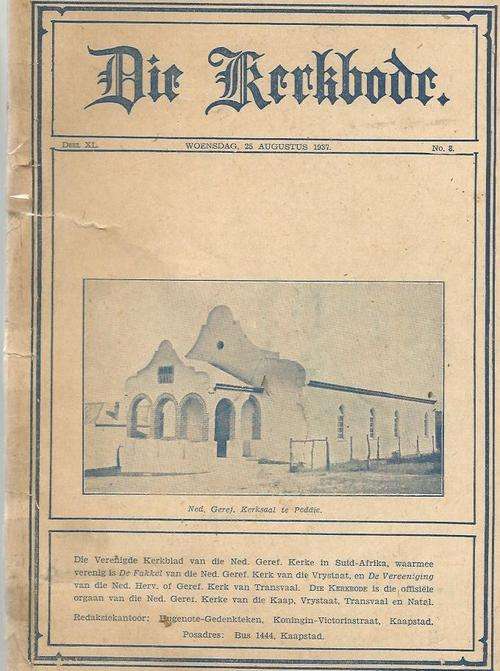 Die Kerkbode.
Deel XL. WOENSDAG, 25 AUGUSTUS 1937. No. 8.
Ned. Geref. Kerksaal te Peddie.
Die Verenigde Kerkblad van die Ned. Geref. Kerke in Suid-Afrika, waarmee
verenig is De Fakkel van die Ned. Geref. Kerk van die Vrystaat, en De Vereeniging
van die Ned. Herv. of Geref. Kerk van Transvaal. DIE KERKBODE is die offisiële
orgaan van die Ned. Geref. Kerke van die Kaap, Vrystaat, Transvaal en Natal.
Redaksiekantoor: Hugenote-Gedenkteken, Koningin-Victoriastraat, Kaapstad.
Posadres: Bus 1444, Kaapstad.